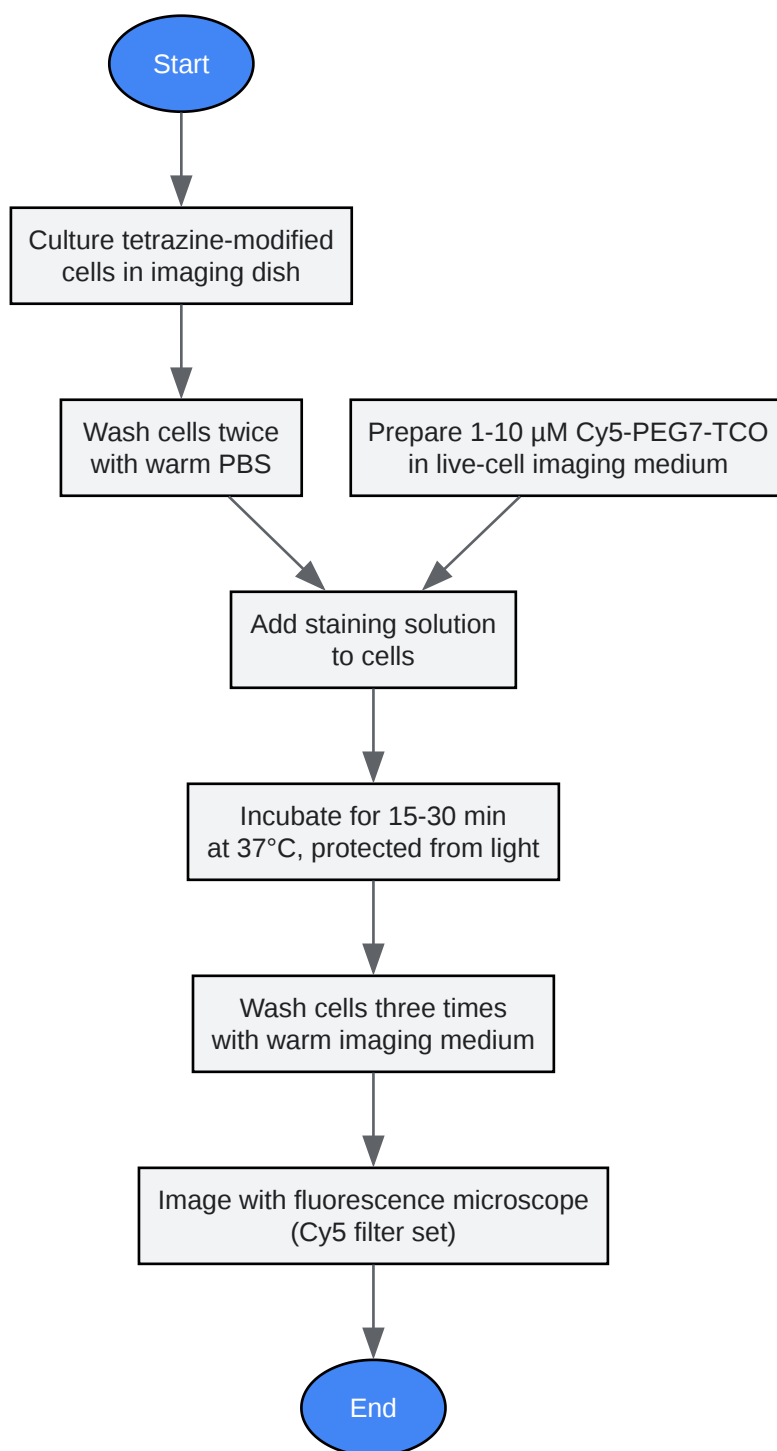 Start
Culture tetrazine-modified
cells in imaging dish
Wash cells twice
with warm PBS
Prepare 1-10 µM Cy5-PEG7-TCO
in live-cell imaging medium
Add staining solution
to cells
Incubate for 15-30 min
at 37°C, protected from light
Wash cells three times
with warm imaging medium
Image with fluorescence microscope
(Cy5 filter set)
End